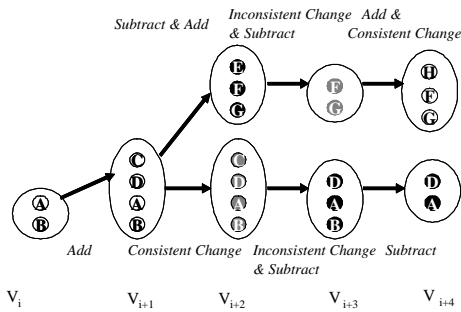 Subtract & Add
Inconsistent Change
& Subtract
Add &
Consistent Change
E
F
G
F
G
H
F
G
C
D
A
B
C
D
A
B
D
A
B
D
A
A
B
Add
Consistent Change
Inconsistent Change
& Subtract
Subtract
Vi
Vi+1
Vi+2
Vi+3
Vi+4